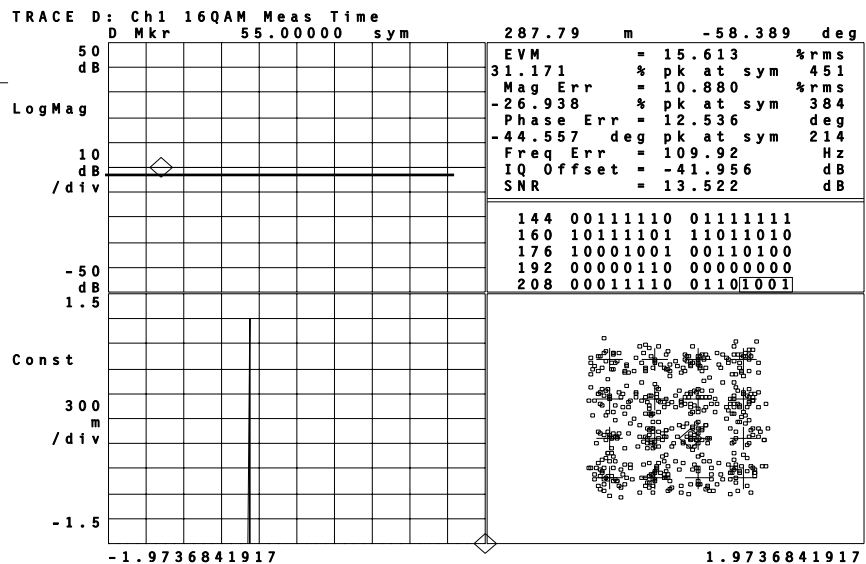 TRACE D: Ch1 16QAM Meas Time
D Mkr 55.00000 sym 287.79 m -58.389 deg
50
dB
LogMag
10
dB
/div
-50
dB
EVM = 15.613 %rms
31.171 % pk at sym 451
Mag Err = 10.880 %rms
-26.938 % pk at sym 384
Phase Err = 12.536 deg
-44.557 deg pk at sym 214
Freq Err = 109.92 Hz
IQ Offset = -41.956 dB
SNR = 13.522 dB
144 00111110 01111111
160 10111101 11011010
176 10001001 00110100
192 00000110 00000000
208 00011110 01101001
1.5
Const
300
m
/div
-1.5
-1.9736841917 1.9736841917